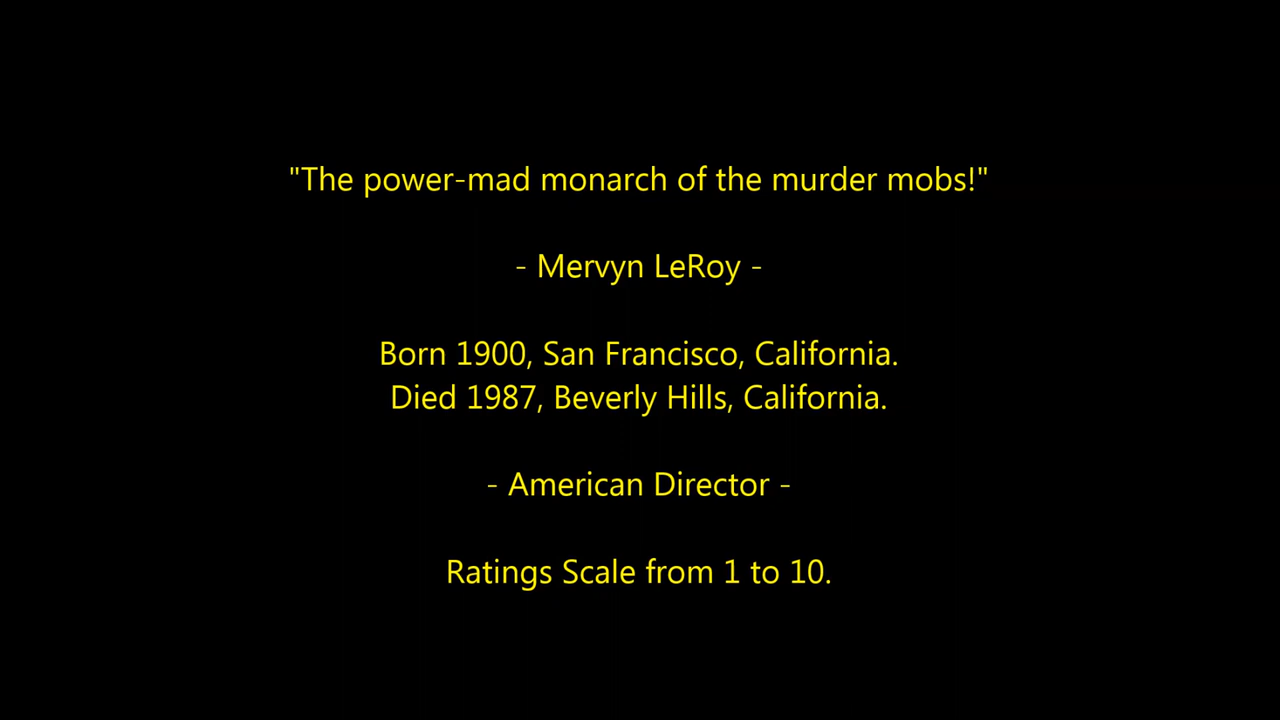 "The power-mad monarch of the murder mobs!"
- Mervyn LeRoy -
Born 1900, San Francisco, California.
Died 1987, Beverly Hills, California.
- American Director -
Ratings Scale from 1 to 10.